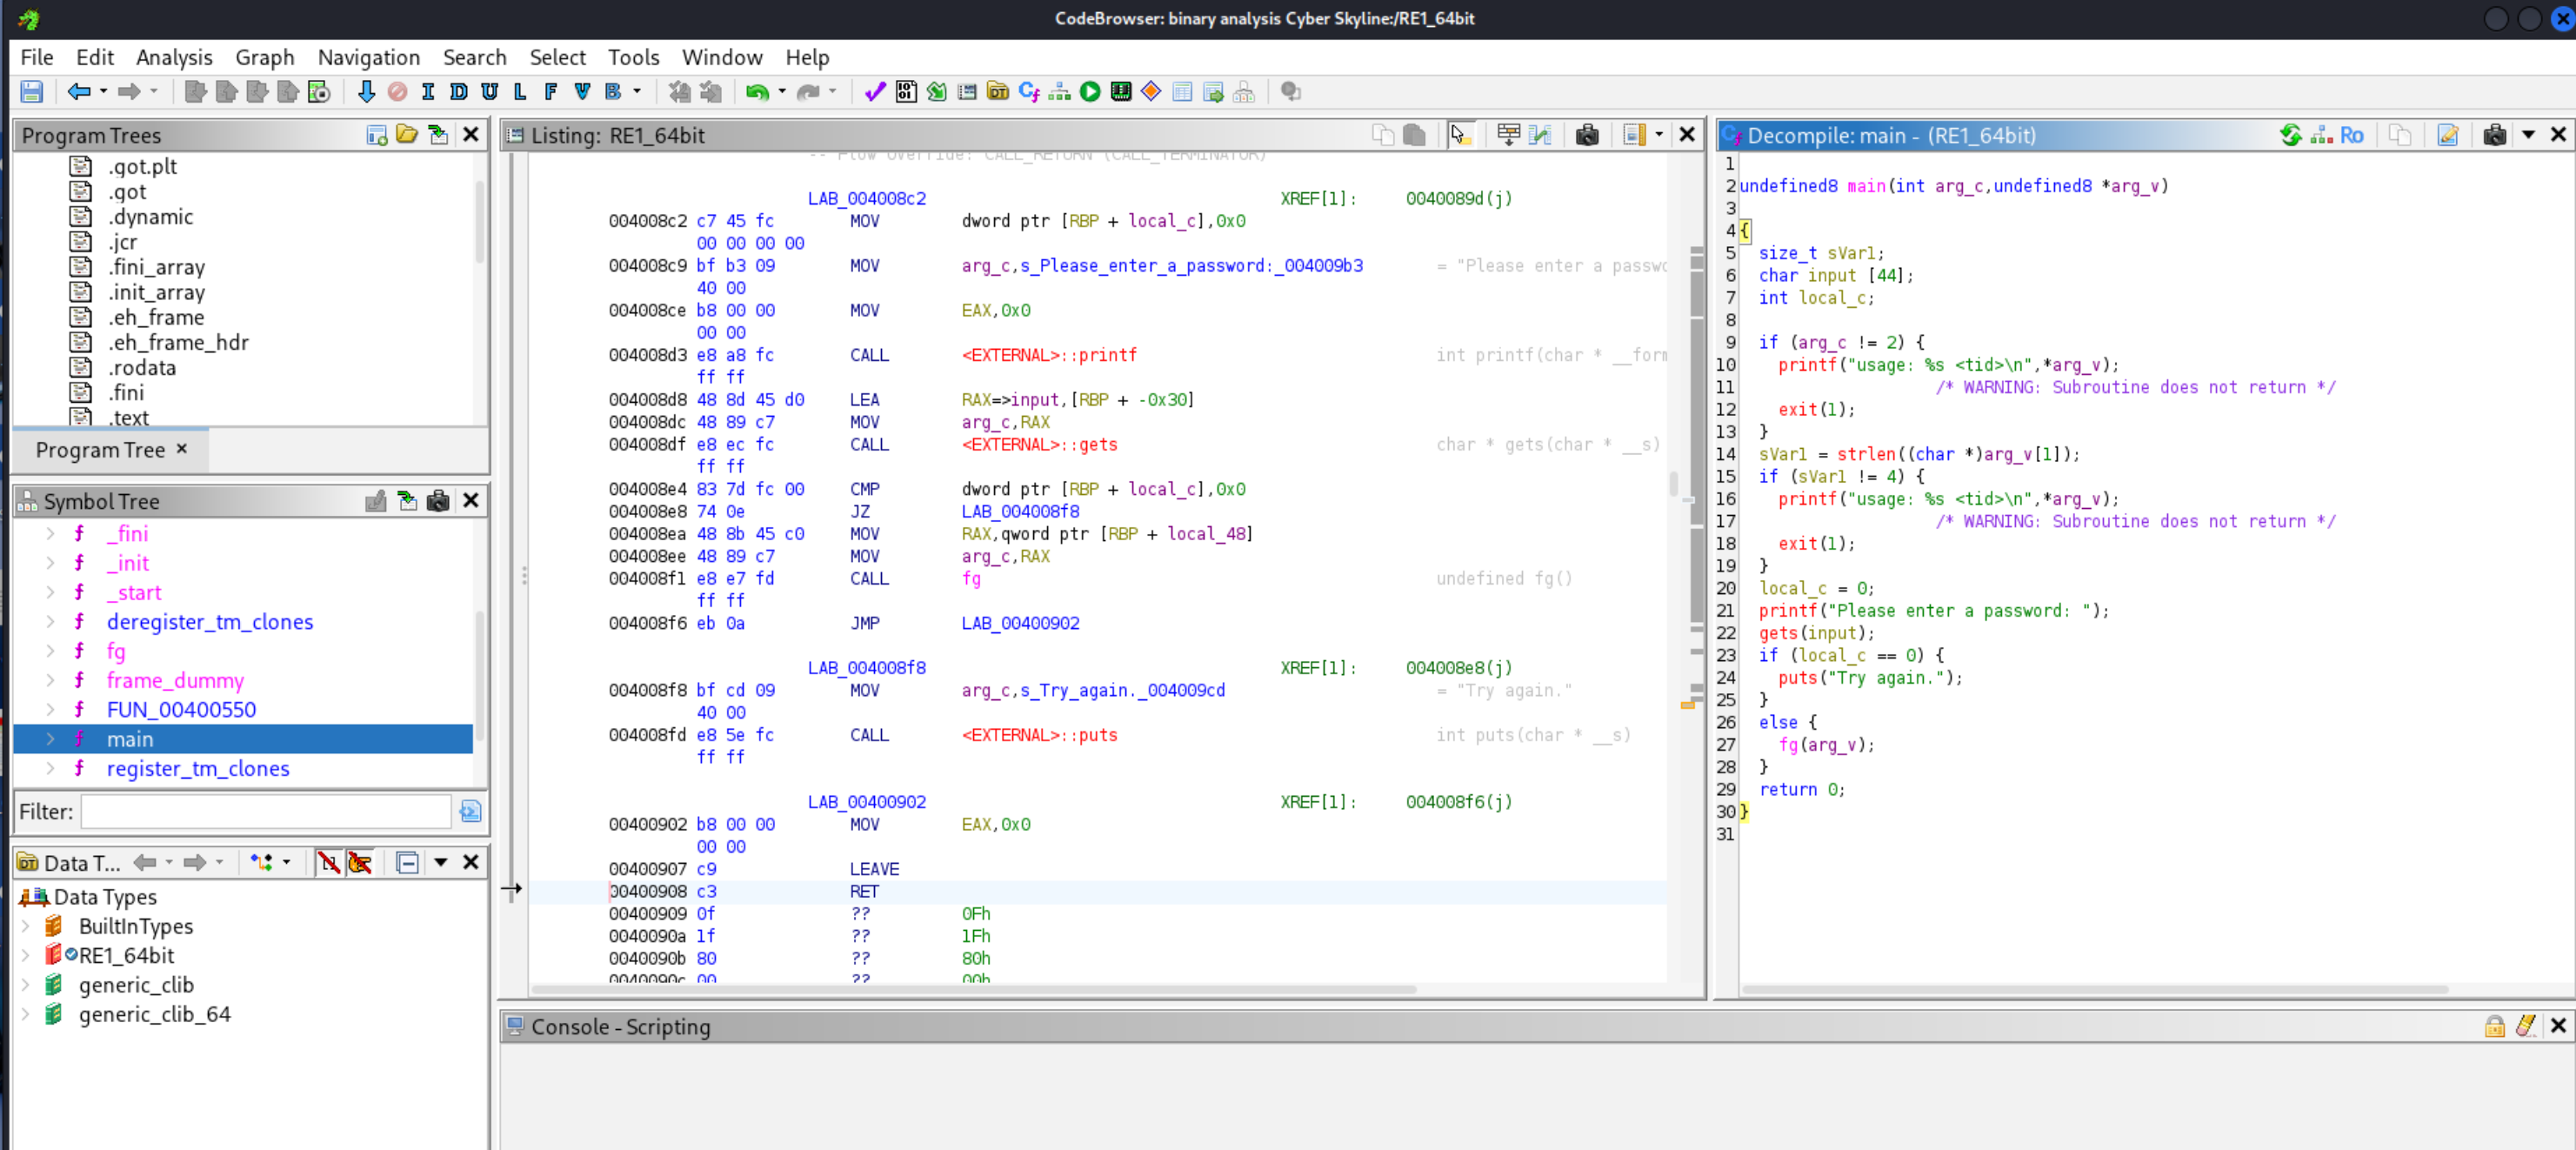 CodeBrowser: binary analysis Cyber Skyline:/RE1_64bit
File Edit Analysis Graph Navigation Search Select Tools Window Help
I D U L F V B
Program Trees
.got.plt
.got
.dynamic
.jcr
.fini_array
.init_array
.eh_frame
.eh_frame_hdr
.rodata
.fini
.text
Program Tree ×
Symbol Tree
f _fini
f _init
f _start
f deregister_tm_clones
f fg
f frame_dummy
f FUN_00400550
f main
f register_tm_clones
Filter:
Data T...
Data Types
BuiltInTypes
RE1_64bit
generic_clib
generic_clib_64
Listing: RE1_64bit
-- Flow Override: CALL_RETURN (CALL_TERMINATOR)
LAB_004008c2 XREF[1]: 0040089d(j)
004008c2 c7 45 fc MOV dword ptr [RBP + local_c],0x0
00 00 00 00
004008c9 bf b3 09 MOV arg_c,s_Please_enter_a_password:_004009b3 = "Please enter a passwo
40 00
004008ce b8 00 00 MOV EAX,0x0
00 00
004008d3 e8 a8 fc CALL <EXTERNAL>::printf int printf(char * __form
ff ff
004008d8 48 8d 45 d0 LEA RAX=>input,[RBP + -0x30]
004008dc 48 89 c7 MOV arg_c,RAX
004008df e8 ec fc CALL <EXTERNAL>::gets char * gets(char * __s)
ff ff
004008e4 83 7d fc 00 CMP dword ptr [RBP + local_c],0x0
004008e8 74 0e JZ LAB_004008f8
004008ea 48 8b 45 c0 MOV RAX,qword ptr [RBP + local_48]
004008ee 48 89 c7 MOV arg_c,RAX
004008f1 e8 e7 fd CALL fg undefined fg()
ff ff
004008f6 eb 0a JMP LAB_00400902
LAB_004008f8 XREF[1]: 004008e8(j)
004008f8 bf cd 09 MOV arg_c,s_Try_again._004009cd = "Try again."
40 00
004008fd e8 5e fc CALL <EXTERNAL>::puts int puts(char * __s)
ff ff
LAB_00400902 XREF[1]: 004008f6(j)
00400902 b8 00 00 MOV EAX,0x0
00 00
00400907 c9 LEAVE
00400908 c3 RET
00400909 0f ?? 0Fh
0040090a 1f ?? 1Fh
0040090b 80 ?? 80h
0040090c 00 ?? 00h
Decompile: main - (RE1_64bit)
Ro
1
2 undefined8 main(int arg_c,undefined8 *arg_v)
3
4 {
5 size_t sVar1;
6 char input [44];
7 int local_c;
8
9 if (arg_c != 2) {
10 printf("usage: %s <tid>\n",*arg_v);
11 /* WARNING: Subroutine does not return */
12 exit(1);
13 }
14 sVar1 = strlen((char *)arg_v[1]);
15 if (sVar1 != 4) {
16 printf("usage: %s <tid>\n",*arg_v);
17 /* WARNING: Subroutine does not return */
18 exit(1);
19 }
20 local_c = 0;
21 printf("Please enter a password: ");
22 gets(input);
23 if (local_c == 0) {
24 puts("Try again.");
25 }
26 else {
27 fg(arg_v);
28 }
29 return 0;
30 }
31
Console - Scripting